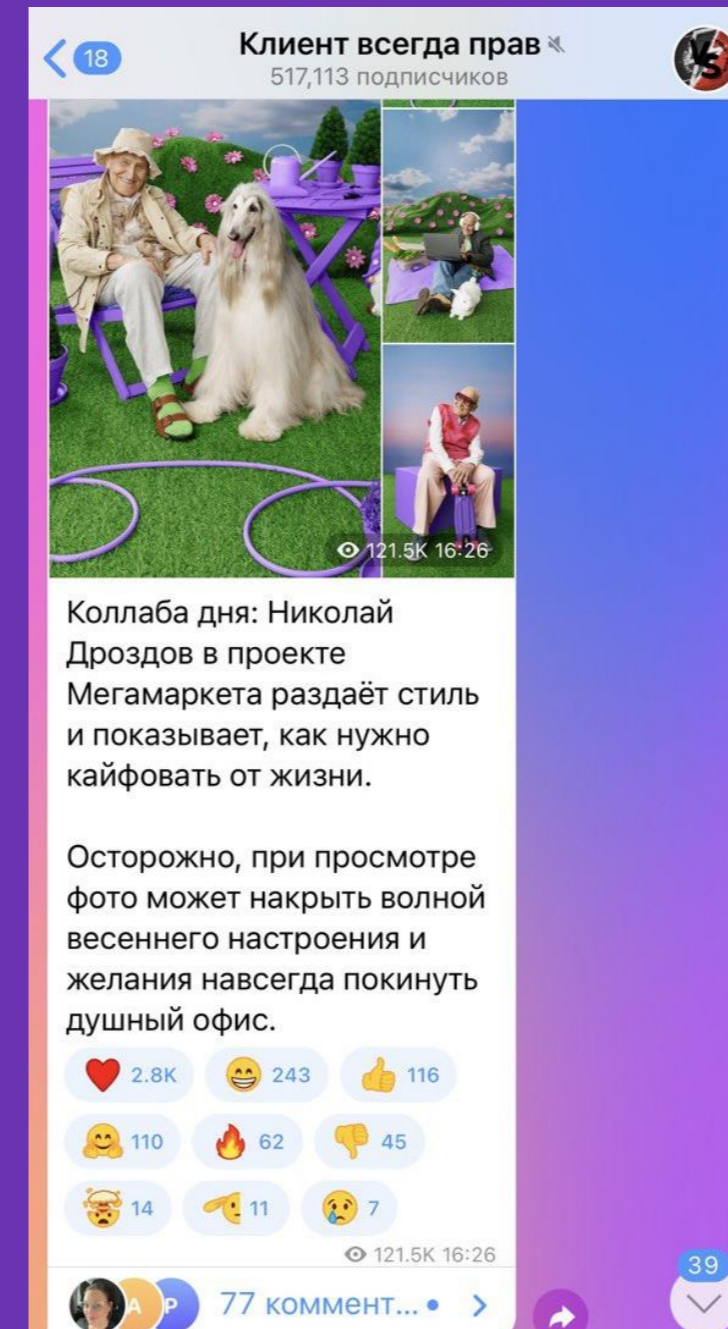 18
Клиент всегда прав
517,113 подписчиков
VS
121.5K 16:26
Коллаба дня: Николай
Дроздов в проекте
Мегамаркета раздаёт стиль
и показывает, как нужно
кайфовать от жизни.
Осторожно, при просмотре
фото может накрыть волной
весеннего настроения и
желания навсегда покинуть
душный офис.
2.8K 243 116
110 62 45
14 11 7
121.5K 16:26
39
A P 77 коммент...